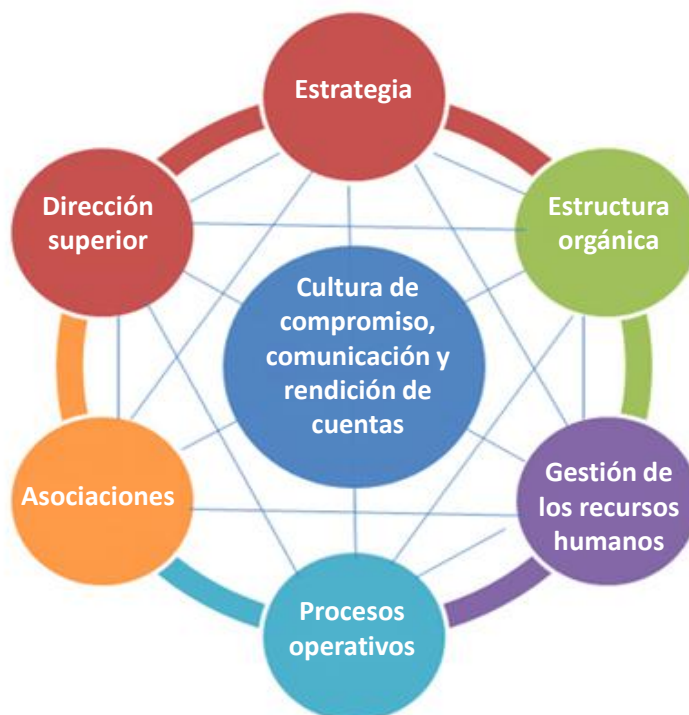 Estrategia
Dirección
superior
Estructura
orgánica
Cultura de
compromiso,
comunicación y
rendición de
cuentas
Asociaciones
Gestión de
los recursos
humanos
Procesos
operativos